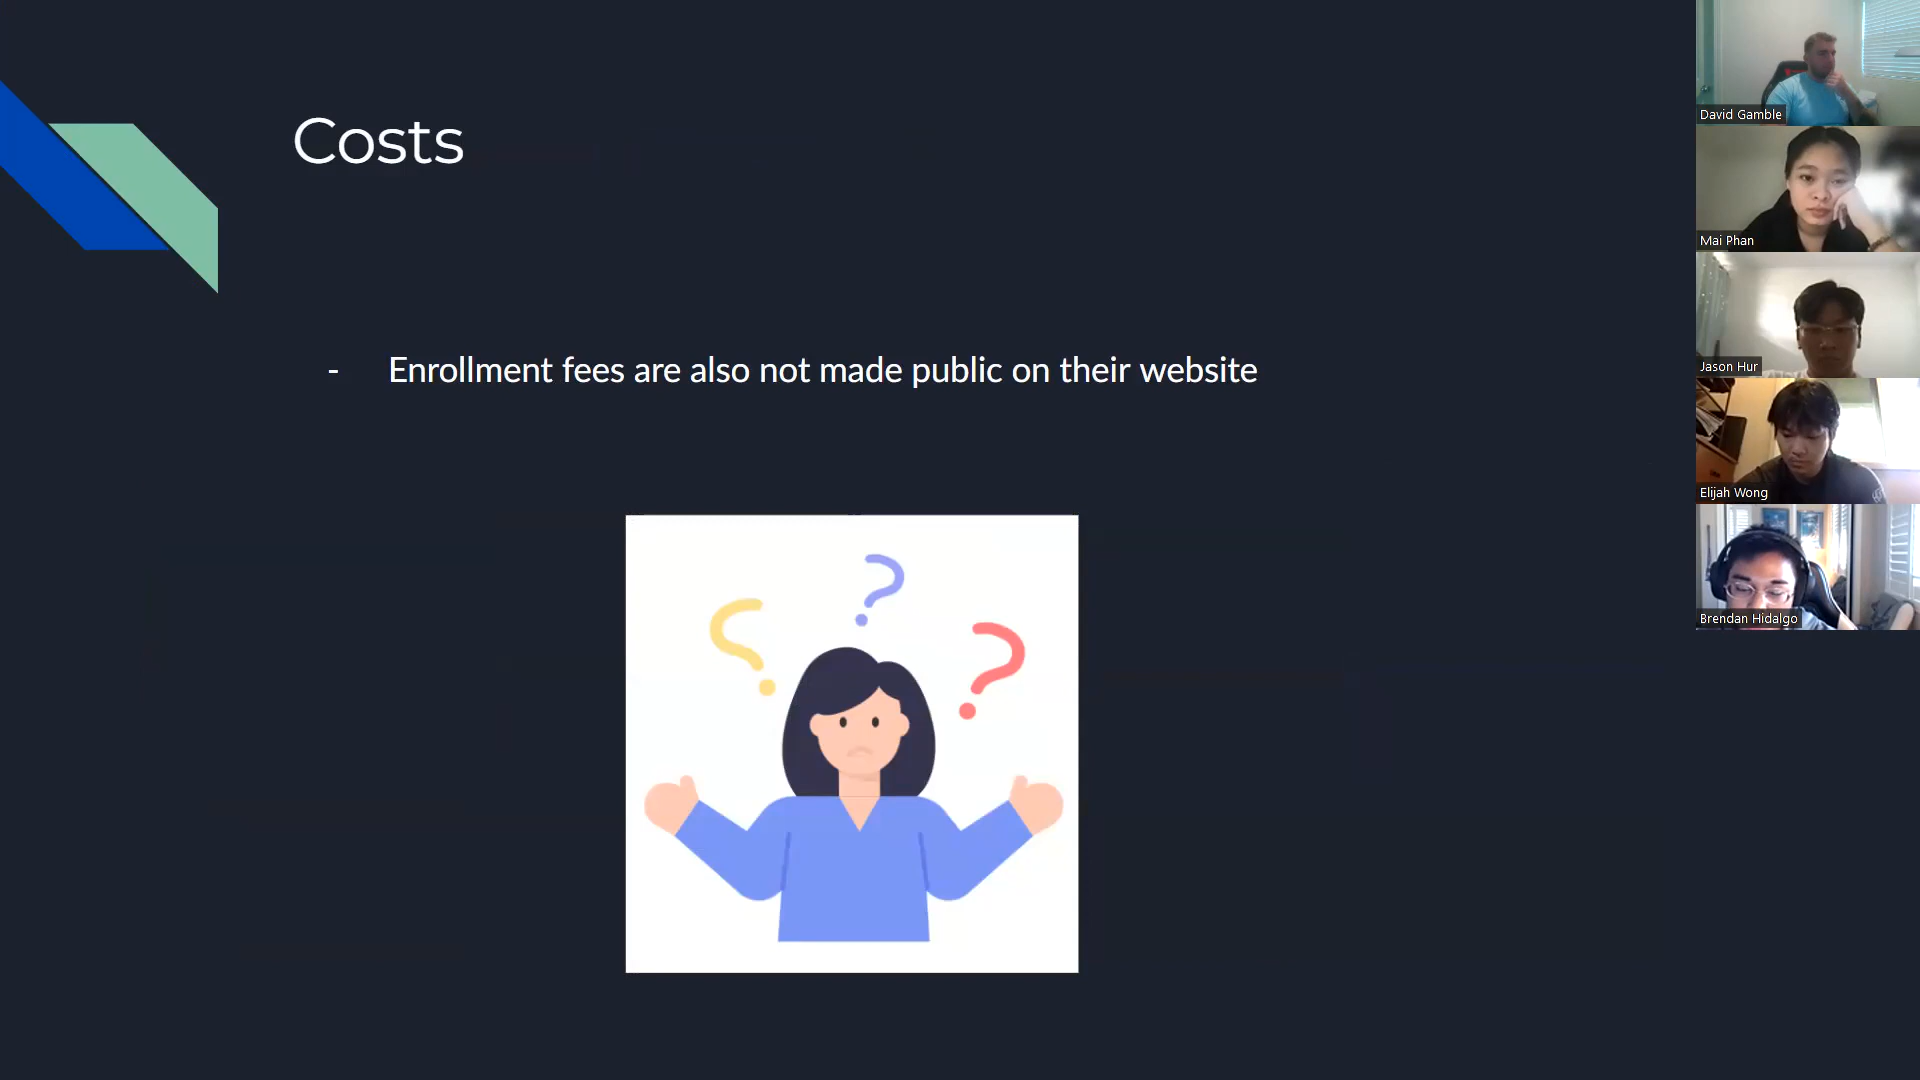 Costs
- Enrollment fees are also not made public on their website
David Gamble
Mai Phan
Jason Hur
Elijah Wong
Brendan Hidalgo